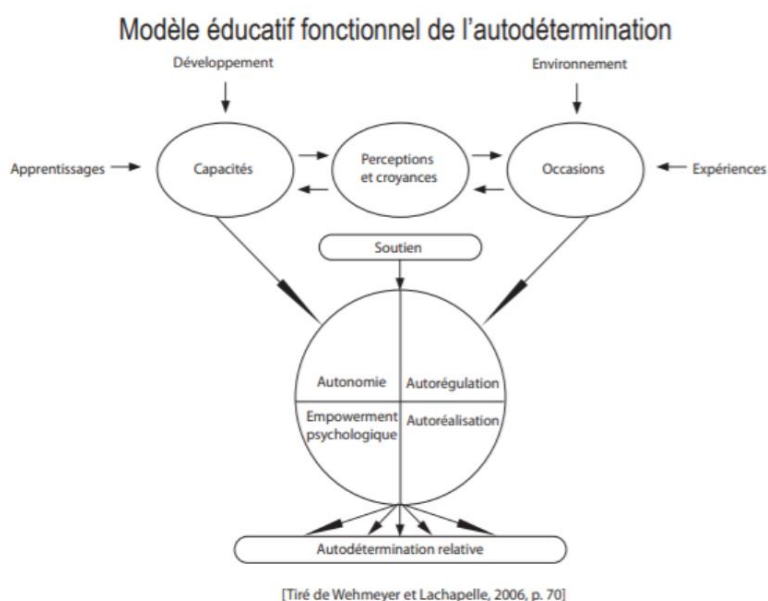 Modèle éducatif fonctionnel de l'autodétermination
Développement
Environnement
Apprentissages
Capacités
Perceptions
et croyances
Occasions
Expériences
Soutien
Autonomie
Autorégulation
Empowerment
psychologique
Autoréalisation
Autodétermination relative
[Tiré de Wehmeyer et Lachapelle, 2006, p. 70]